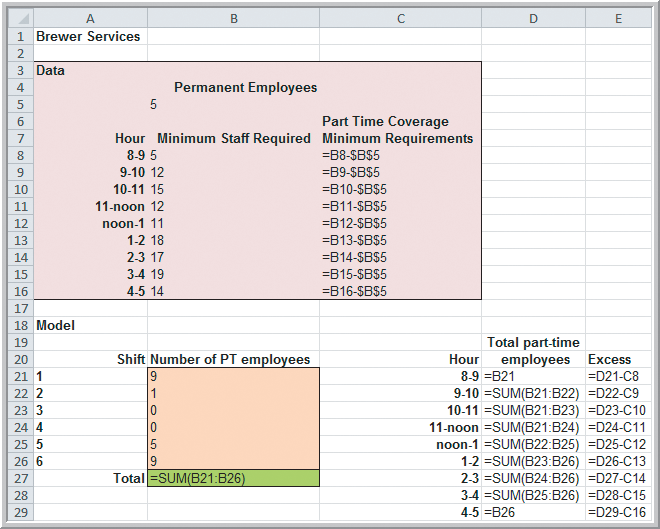 A B C D E
1 Brewer Services
2
3 Data
4 Permanent Employees
5 5
6 Part Time Coverage
7 Hour Minimum Staff Required Minimum Requirements
8 8-9 5 =B8-$B$5
9 9-10 12 =B9-$B$5
10 10-11 15 =B10-$B$5
11 11-noon 12 =B11-$B$5
12 noon-1 11 =B12-$B$5
13 1-2 18 =B13-$B$5
14 2-3 17 =B14-$B$5
15 3-4 19 =B15-$B$5
16 4-5 14 =B16-$B$5
17
18 Model
19 Total part-time
20 Shift Number of PT employees Hour employees Excess
21 1 9 8-9 =B21 =D21-C8
22 2 1 9-10 =SUM(B21:B22) =D22-C9
23 3 0 10-11 =SUM(B21:B23) =D23-C10
24 4 0 11-noon =SUM(B21:B24) =D24-C11
25 5 5 noon-1 =SUM(B22:B25) =D25-C12
26 6 9 1-2 =SUM(B23:B26) =D26-C13
27 Total =SUM(B21:B26) 2-3 =SUM(B24:B26) =D27-C14
28 3-4 =SUM(B25:B26) =D28-C15
29 4-5 =B26 =D29-C16